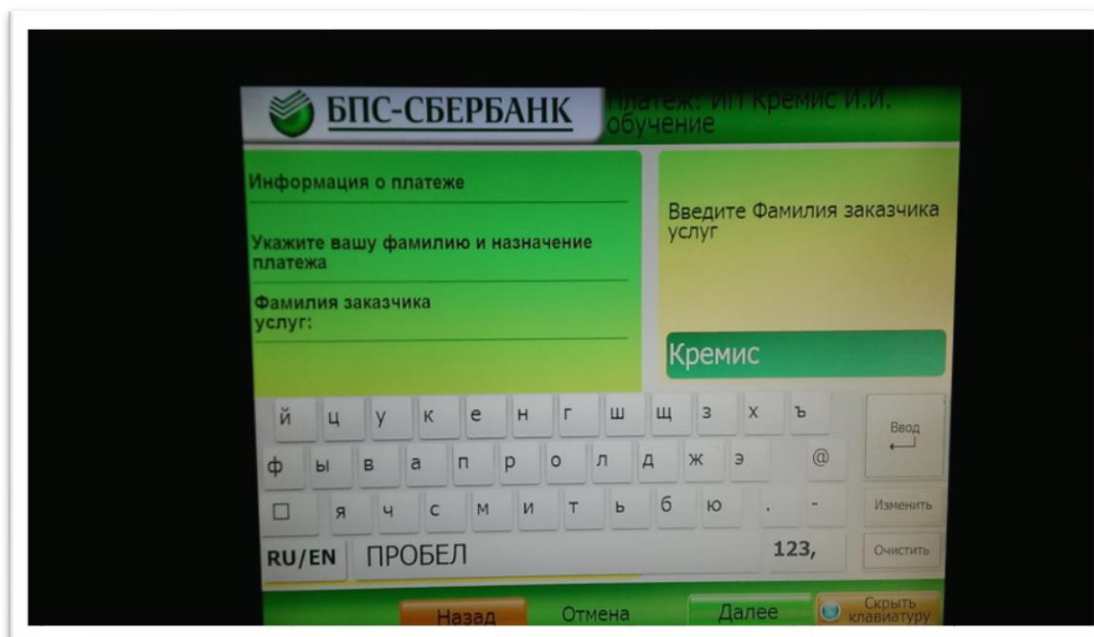 БПС-СБЕРБАНК
Платеж: ИП Кремис И.И.
обучение
Информация о платеже
Укажите вашу фамилию и назначение
платежа
Фамилия заказчика
услуг:
Введите Фамилия заказчика
услуг
Кремис
й ц у к е н г ш щ з х ъ
Ввод
ф ы в а п р о л д ж э @
я ч с м и т ь б ю . -
Изменить
RU/EN ПРОБЕЛ 123,
Очистить
Назад Отмена Далее Скрыть
клавиатуру